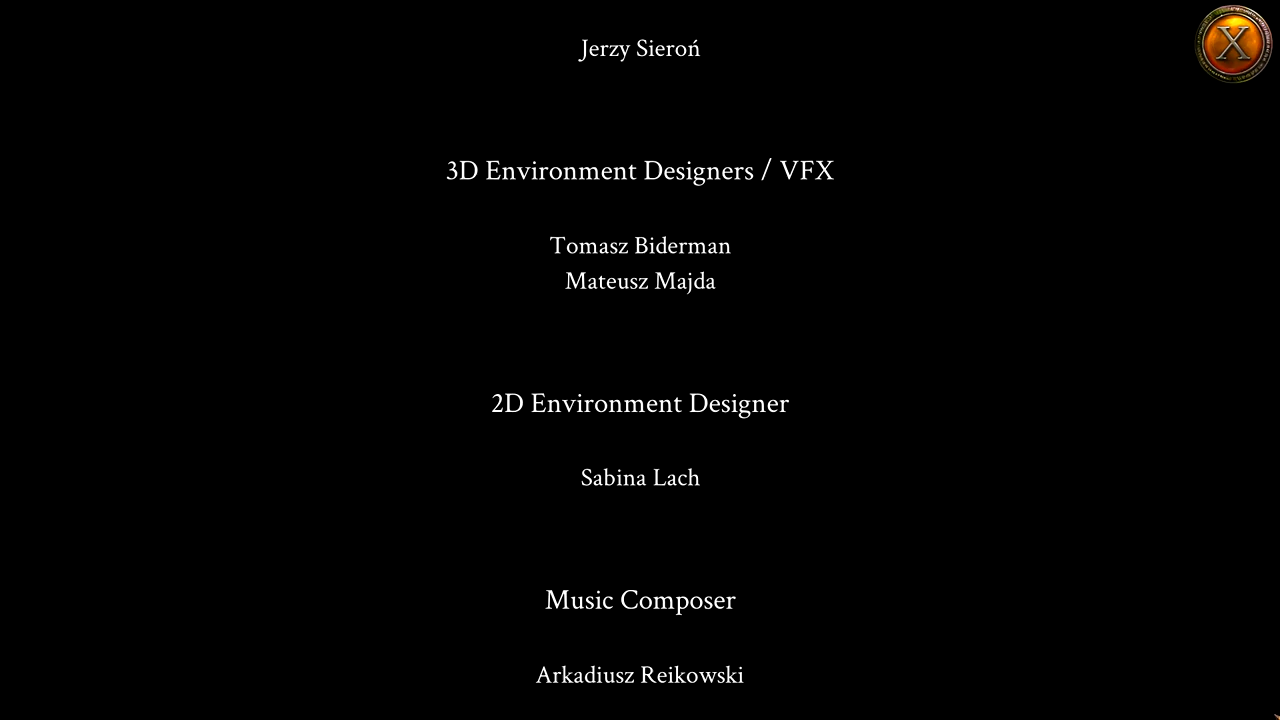 Jerzy Sieroń
X
3D Environment Designers / VFX
Tomasz Biderman
Mateusz Majda
2D Environment Designer
Sabina Lach
Music Composer
Arkadiusz Reikowski